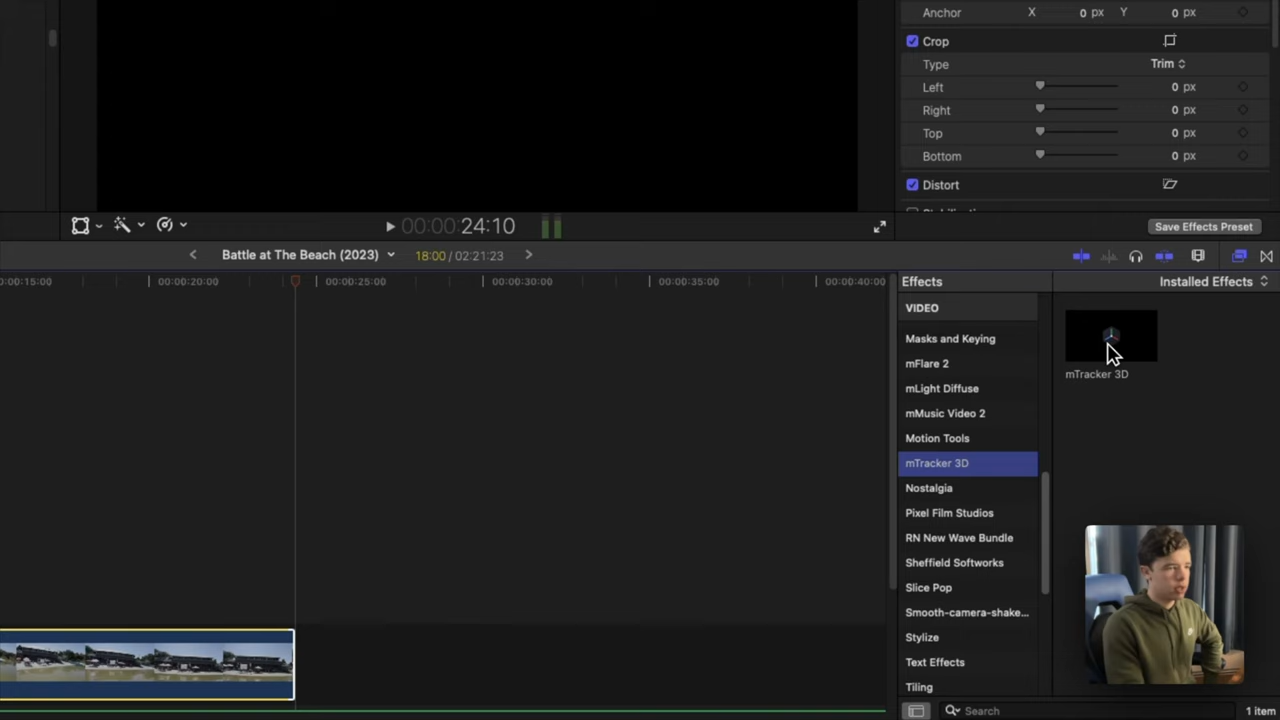 Anchor X 0 px Y 0 px
Crop
Type Trim
Left 0 px
Right 0 px
Top 0 px
Bottom 0 px
Distort
00:00:24:10
Save Effects Preset
Battle at The Beach (2023) 18:00 / 02:21:23
0:00:15:00 00:00:20:00 00:00:25:00 00:00:30:00 00:00:35:00 00:00:40:00
Effects Installed Effects
VIDEO
Masks and Keying
mFlare 2
mLight Diffuse
mMusic Video 2
Motion Tools
mTracker 3D
Nostalgia
Pixel Film Studios
RN New Wave Bundle
Sheffield Softworks
Slice Pop
Smooth-camera-shake...
Stylize
Text Effects
Tiling
mTracker 3D
Search 1 item